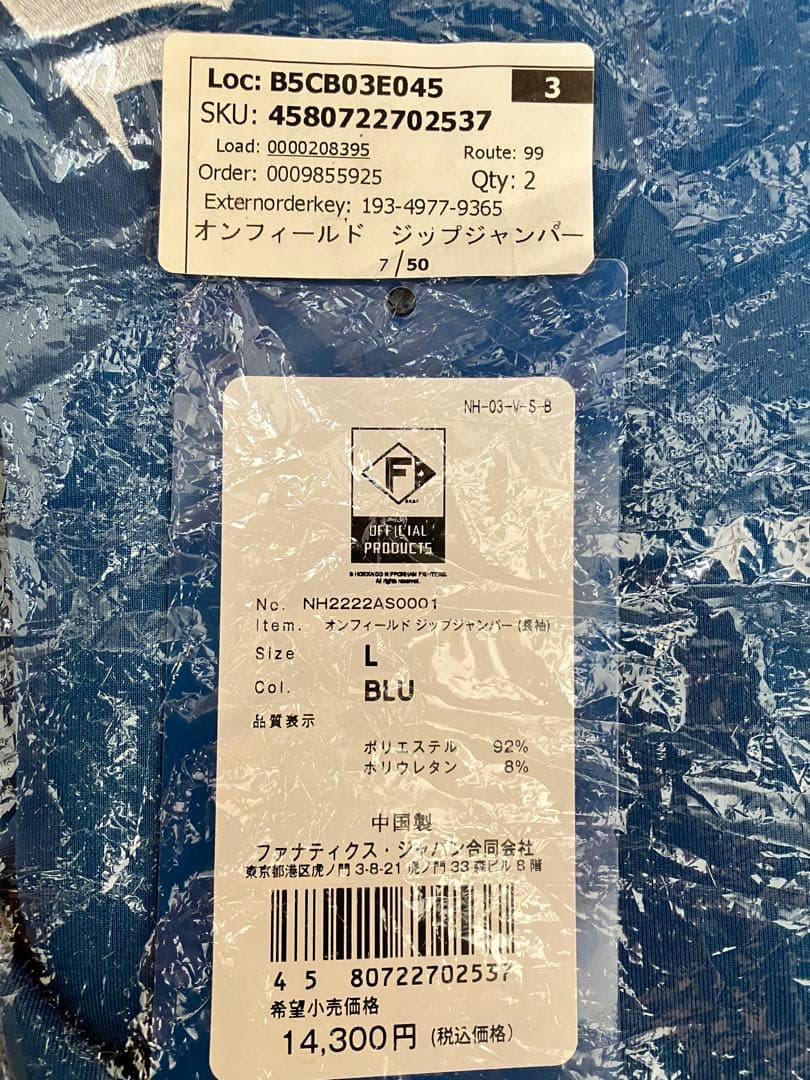 Loc: B5CB03E045 3
SKU: 4580722702537
Load: 0000208395 Route: 99
Order: 0009855925 Qty: 2
Externorderkey: 193-4977-9365
オンフィールド ジップジャンパー
7/50
NH-03-V-S-B
F
OFFICIAL
PRODUCTS
© HOKKAIDO NIPPONHAM FIGHTERS.
All rights reserved.
No. NH2222AS0001
Item. オンフィールド ジップジャンパー (長袖)
Size L
Col. BLU
品質表示
ポリエステル 92%
ポリウレタン 8%
中国製
ファナティクス・ジャパン合同会社
東京都港区虎ノ門 3-8-21 虎ノ門 33 森ビル 8 階
4 5 80722702537
希望小売価格
14,300円 (税込価格)